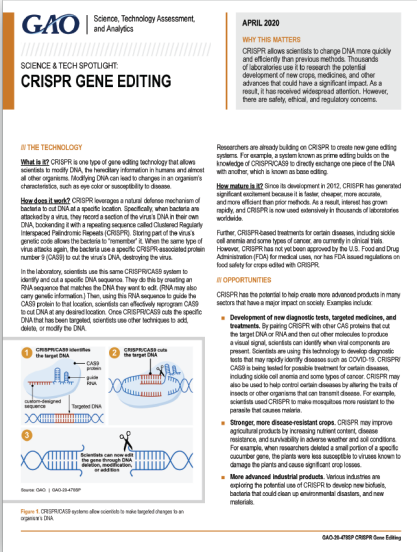 GAO
Science, Technology Assessment,
and Analytics
SCIENCE & TECH SPOTLIGHT:
CRISPR GENE EDITING
APRIL 2020
WHY THIS MATTERS
CRISPR allows scientists to change DNA more quickly
and efficiently than previous methods. Thousands
of laboratories use it to research the potential
development of new crops, medicines, and other
advances that could have a significant impact. As a
result, it has received widespread attention. However,
there are safety, ethical, and regulatory concerns.
// THE TECHNOLOGY
What is it? CRISPR is one type of gene editing technology that allows
scientists to modify DNA, the hereditary information in humans and almost
all other organisms. Modifying DNA can lead to changes in an organism's
characteristics, such as eye color or susceptibility to disease.
How does it work? CRISPR leverages a natural defense mechanism of
bacteria to cut DNA at a specific location. Specifically, when bacteria are
attacked by a virus, they record a section of the virus's DNA in their own
DNA, bookending it with a repeating sequence called Clustered Regularly
Interspaced Palindromic Repeats (CRISPR). Storing part of the virus's
genetic code allows the bacteria to "remember" it. When the same type of
virus attacks again, the bacteria use a specific CRISPR-associated protein
number 9 (CAS9) to cut the virus's DNA, destroying the virus.
In the laboratory, scientists use this same CRISPR/CAS9 system to
identify and cut a specific DNA sequence. They do this by creating an
RNA sequence that matches the DNA they want to edit. (RNA may also
carry genetic information.) Then, using this RNA sequence to guide the
CAS9 protein to that location, scientists can effectively reprogram CAS9
to cut DNA at any desired location. Once CRISPR/CAS9 cuts the specific
DNA that has been targeted, scientists use other techniques to add,
delete, or modify the DNA.
1
CRISPR/CAS9 identifies
the target DNA
CAS9
protein
guide
RNA
custom-designed
sequence
Targeted DNA
2
CRISPR/CAS9 cuts
the target DNA
3
Scientists can now edit
the gene through DNA
deletion, modification,
or addition
Source: GAO | GAO-20-478SP
Figure 1. CRISPR/CAS9 systems allow scientists to make targeted changes to an
organism's DNA.
Researchers are already building on CRISPR to create new gene editing
systems. For example, a system known as prime editing builds on the
knowledge of CRISPR/CAS9 to directly exchange one piece of the DNA
with another, which is known as base editing.
How mature is it? Since its development in 2012, CRISPR has generated
significant excitement because it is faster, cheaper, more accurate,
and more efficient than prior methods. As a result, interest has grown
rapidly, and CRISPR is now used extensively in thousands of laboratories
worldwide.
Further, CRISPR-based treatments for certain diseases, including sickle
cell anemia and some types of cancer, are currently in clinical trials.
However, CRISPR has not yet been approved by the U.S. Food and Drug
Administration (FDA) for medical uses, nor has FDA issued regulations on
food safety for crops edited with CRISPR.
// OPPORTUNITIES
CRISPR has the potential to help create more advanced products in many
sectors that have a major impact on society. Examples include:
Development of new diagnostic tests, targeted medicines, and
treatments. By pairing CRISPR with other CAS proteins that cut
the target DNA or RNA and then cut other molecules to produce
a visual signal, scientists can identify when viral components are
present. Scientists are using this technology to develop diagnostic
tests that may rapidly identify diseases such as COVID-19. CRISPR/
CAS9 is being tested for possible treatment for certain diseases,
including sickle cell anemia and some types of cancer. CRISPR may
also be used to help control certain diseases by altering the traits of
insects or other organisms that can transmit disease. For example,
scientists used CRISPR to make mosquitoes more resistant to the
parasite that causes malaria.
Stronger, more disease-resistant crops. CRISPR may improve
agricultural products by increasing nutrient content, disease
resistance, and survivability in adverse weather and soil conditions.
For example, when researchers deleted a small portion of a specific
cucumber gene, the plants were less susceptible to viruses known to
damage the plants and cause significant crop losses.
More advanced industrial products. Various industries are
exploring the potential use of CRISPR to develop new biofuels,
bacteria that could clean up environmental disasters, and new
materials.
GAO-20-478SP CRISPR Gene Editing